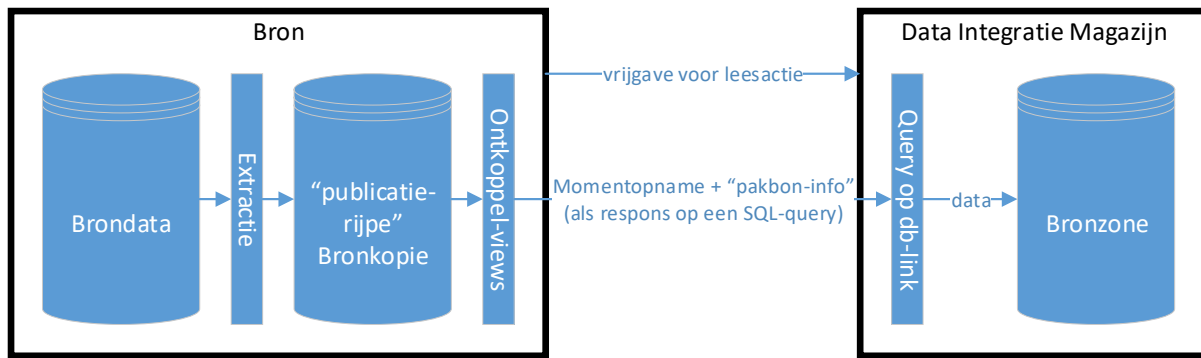 Bron
Data Integratie Magazijn
Brondata
Extractie
“publicatie-
rijpe”
Bronkopie
Ontkoppel-views
vrijgave voor leesactie
Momentopname + “pakbon-info”
(als respons op een SQL-query)
Query op db-link
data
Bronzone